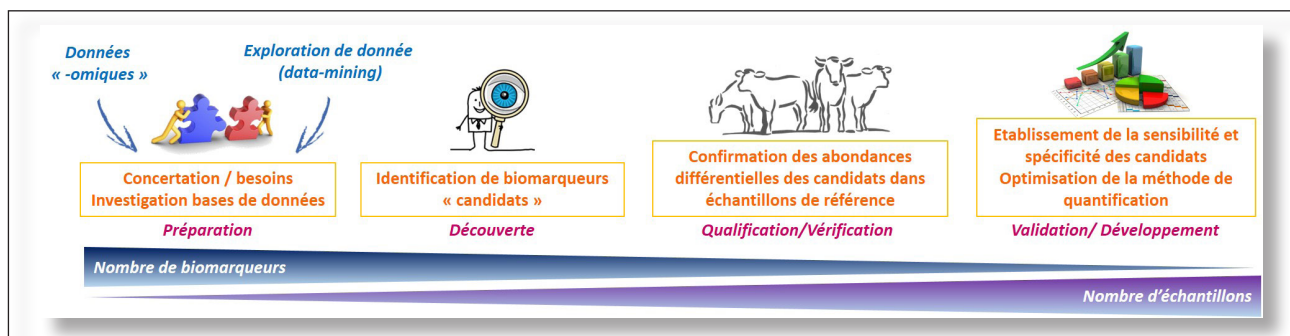 Données
« -omiques »
Exploration de donnée
(data-mining)
Concertation / besoins
Investigation bases de données
Préparation
Identification de biomarqueurs
« candidats »
Découverte
Confirmation des abondances
différentielles des candidats dans
échantillons de référence
Qualification/Vérification
Etablissement de la sensibilité et
spécificité des candidats
Optimisation de la méthode de
quantification
Validation/ Développement
Nombre de biomarqueurs
Nombre d’échantillons